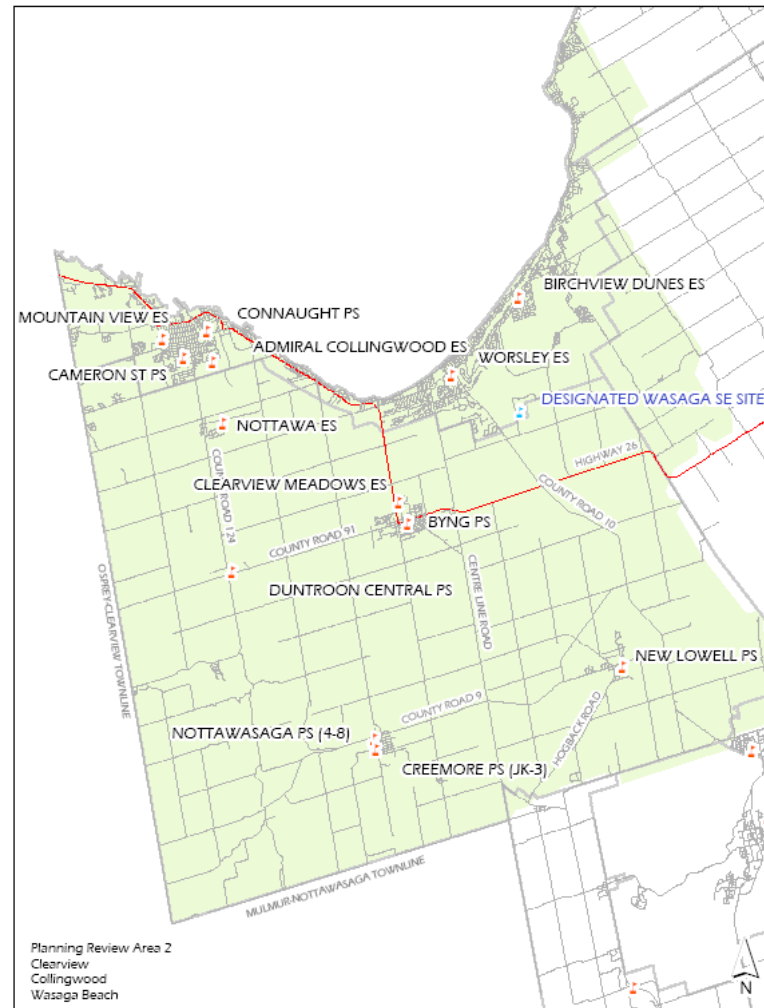 BIRCHVIEW DUNES ES
CONNAUGHT PS
MOUNTAIN VIEW ES
ADMIRAL COLLINGWOOD ES
WORSLEY ES
CAMERON ST PS
DESIGNATED WASAGA SE SITE
NOTTAWA ES
HIGHWAY 26
COUNTY ROAD 124
CLEARVIEW MEADOWS ES
COUNTY ROAD 10
BYNG PS
COUNTY ROAD 91
CENTRE LINE ROAD
DUNTROON CENTRAL PS
OSPREY-CLEARVIEW TOWNLINE
NEW LOWELL PS
COUNTY ROAD 9
HOGBACK ROAD
NOTTAWASAGA PS (4-8)
CREEMORE PS (JK-3)
MULMUR-NOTTAWASAGA TOWNLINE
Planning Review Area 2
Clearview
Collingwood
Wasaga Beach
N